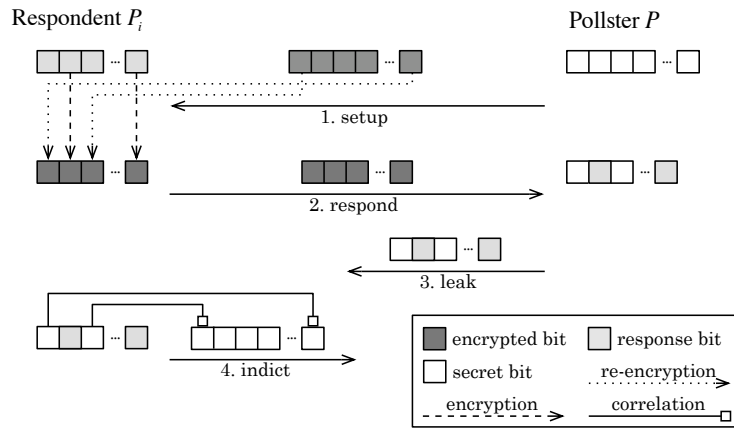 Respondent P_i
Pollster P
...
...
...
1. setup
...
...
...
2. respond
...
3. leak
...
...
4. indict
encrypted bit
response bit
secret bit
re-encryption
encryption
correlation